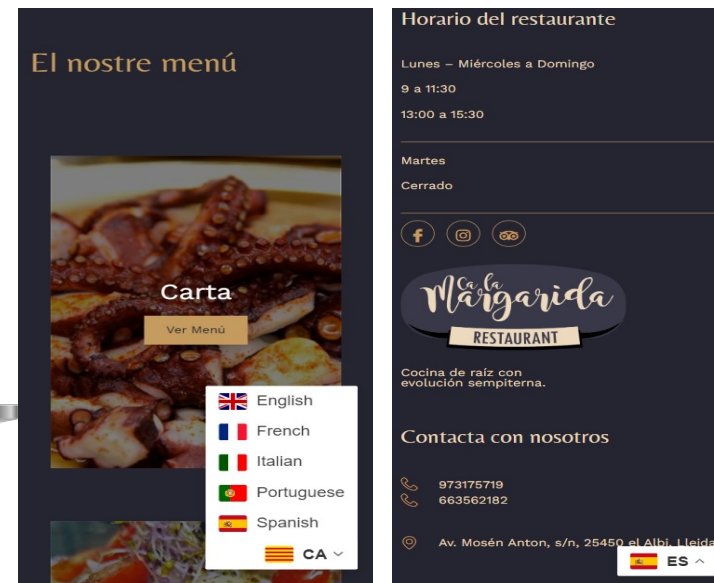 El nostre menú
Carta
Ver Menú
English
French
Italian
Portuguese
Spanish
CA
Horario del restaurante
Lunes – Miércoles a Domingo
9 a 11:30
13:00 a 15:30
Martes
Cerrado
Ca la
Margarida
RESTAURANT
Cocina de raíz con
evolución sempiterna.
Contacta con nosotros
973175719
663562182
Av. Mosén Anton, s/n, 25450 el Albi, Lleida
ES